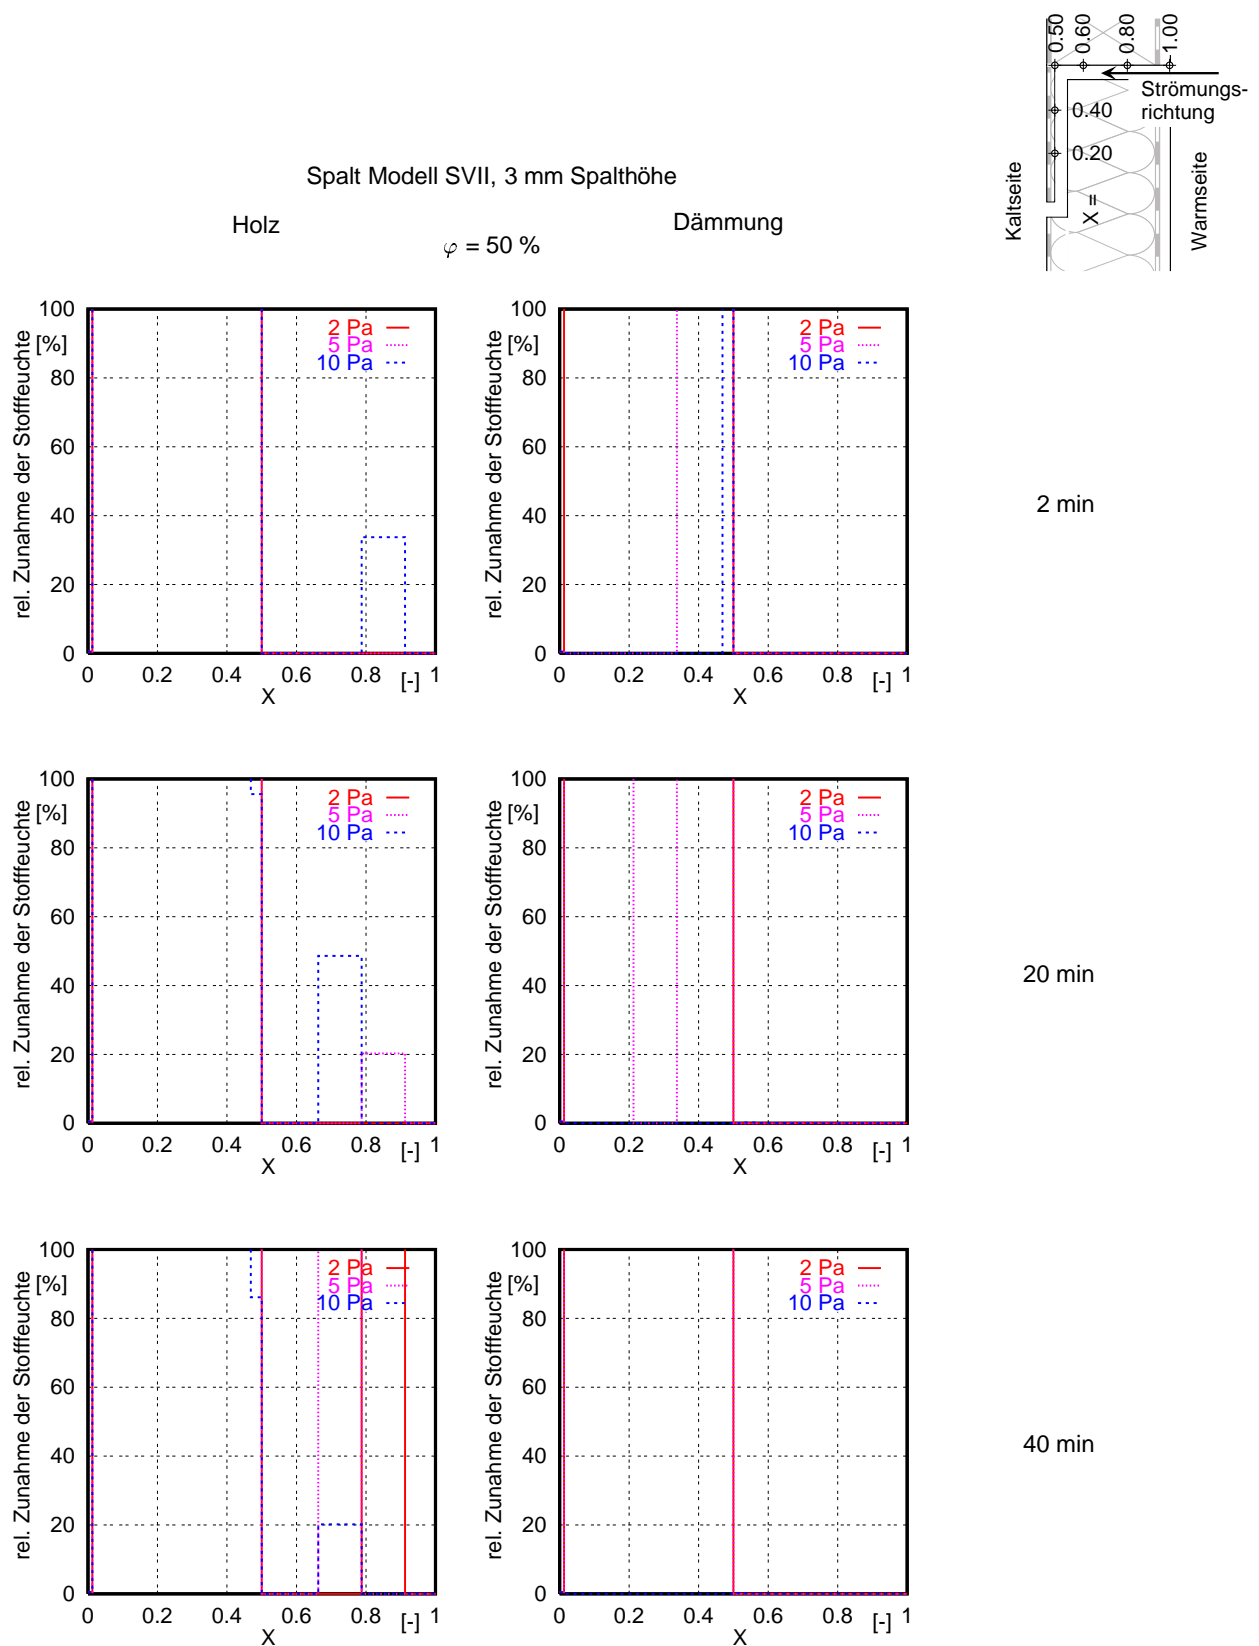 0.50
0.60
0.80
1.00
Strömungs-
richtung
0.40
0.20
X =
Kaltseite
Warmseite
Spalt Modell SVII, 3 mm Spalthöhe
Holz
Dämmung
φ = 50 %
rel. Zunahme der Stofffeuchte
[%]
100
80
60
40
20
0
0 0.2 0.4 0.6 0.8 1
X
[-]
2 Pa
5 Pa
10 Pa
rel. Zunahme der Stofffeuchte
[%]
100
80
60
40
20
0
0 0.2 0.4 0.6 0.8 1
X
[-]
2 Pa
5 Pa
10 Pa
2 min
rel. Zunahme der Stofffeuchte
[%]
100
80
60
40
20
0
0 0.2 0.4 0.6 0.8 1
X
[-]
2 Pa
5 Pa
10 Pa
rel. Zunahme der Stofffeuchte
[%]
100
80
60
40
20
0
0 0.2 0.4 0.6 0.8 1
X
[-]
2 Pa
5 Pa
10 Pa
20 min
rel. Zunahme der Stofffeuchte
[%]
100
80
60
40
20
0
0 0.2 0.4 0.6 0.8 1
X
[-]
2 Pa
5 Pa
10 Pa
rel. Zunahme der Stofffeuchte
[%]
100
80
60
40
20
0
0 0.2 0.4 0.6 0.8 1
X
[-]
2 Pa
5 Pa
10 Pa
40 min